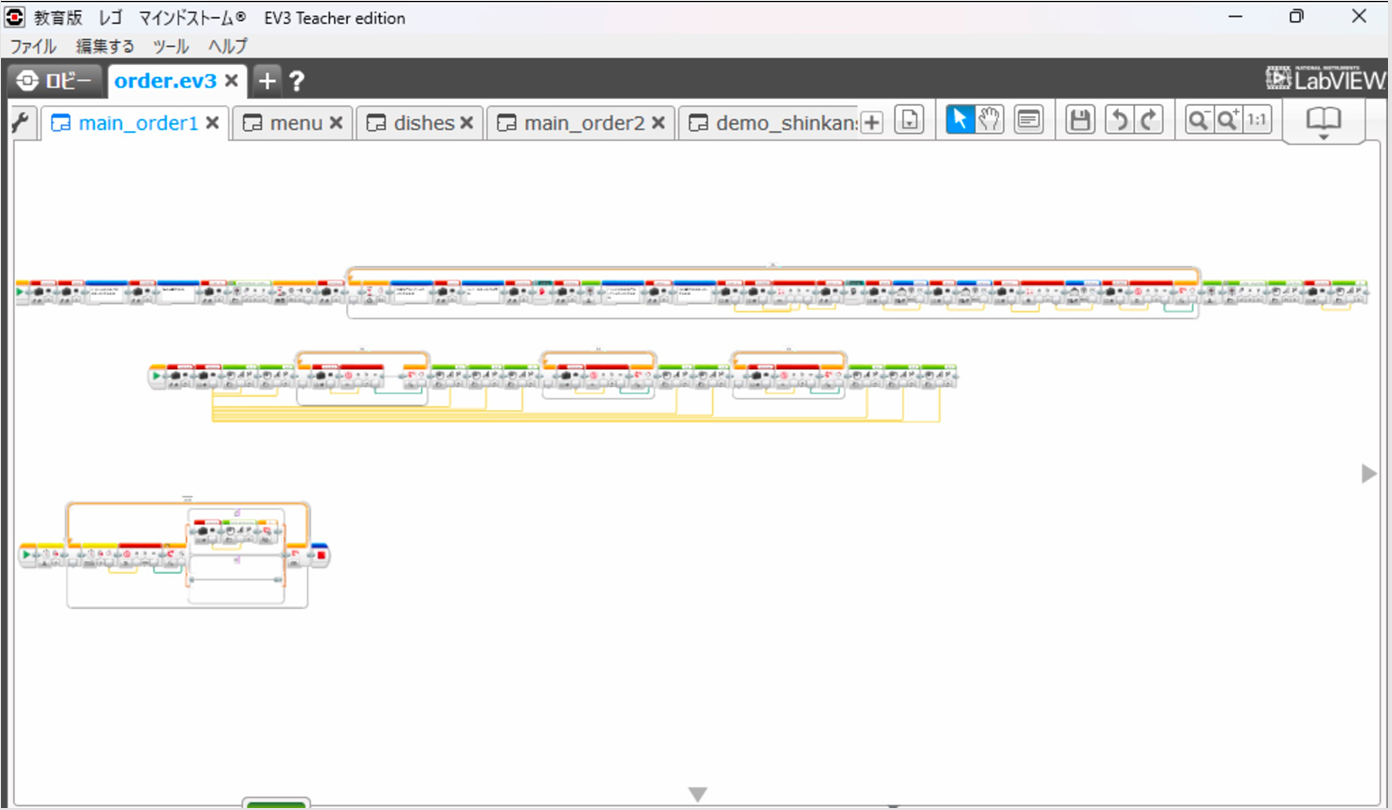 教育版 レゴ マインドストーム® EV3 Teacher edition
ファイル 編集する ツール ヘルプ
ロビー order.ev3 + ?
NATIONAL INSTRUMENTS
LabVIEW
main_order1 menu dishes main_order2 demo_shinkan
1:1